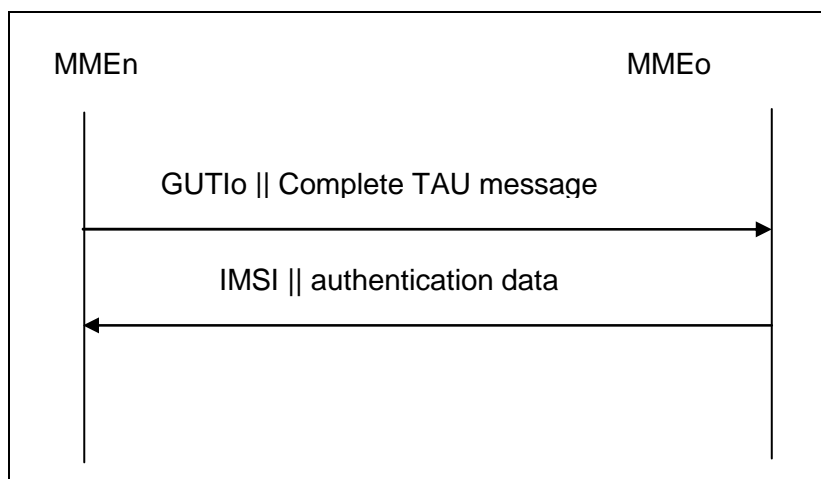 MMEn MMEo
GUTIo || Complete TAU message
IMSI || authentication data